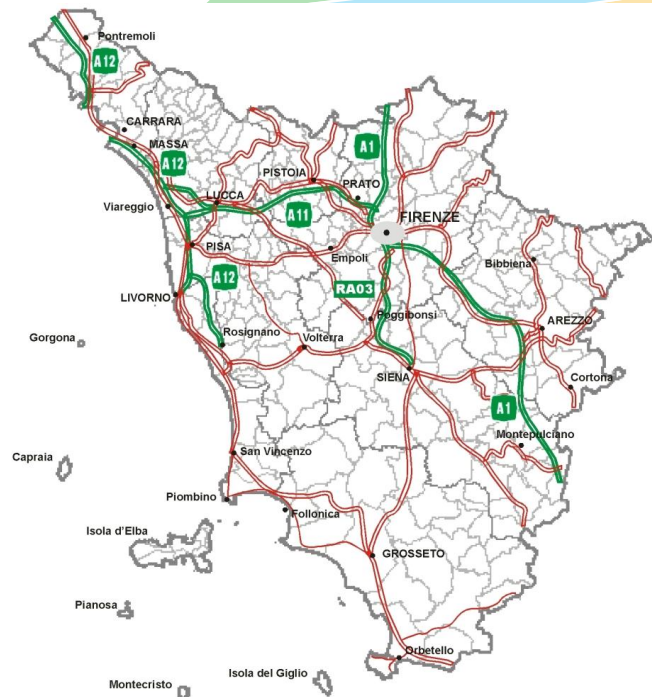 Pontremoli
A12
CARRARA
MASSA
A12
A1
PISTOIA
PRATO
LUCCA
Viareggio
A11
FIRENZE
PISA
Empoli
Bibbiena
A12
RA03
LIVORNO
Poggibonsi
AREZZO
Gorgona
Rosignano
Volterra
SIENA
Cortona
A1
Montepulciano
San Vincenzo
Capraia
Piombino
Follonica
Isola d'Elba
GROSSETO
Pianosa
Orbetello
Isola del Giglio
Montecristo